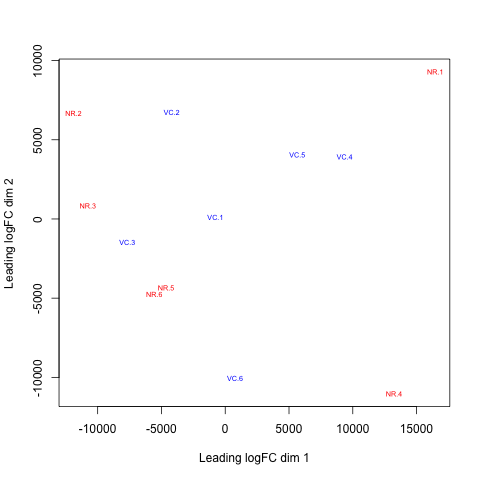 10000
NR.1
NR.2
VC.2
5000
VC.5
VC.4
Leading logFC dim 2
NR.3
0
VC.1
VC.3
NR.5
NR.6
-5000
-10000
VC.6
NR.4
-10000 -5000 0 5000 10000 15000
Leading logFC dim 1